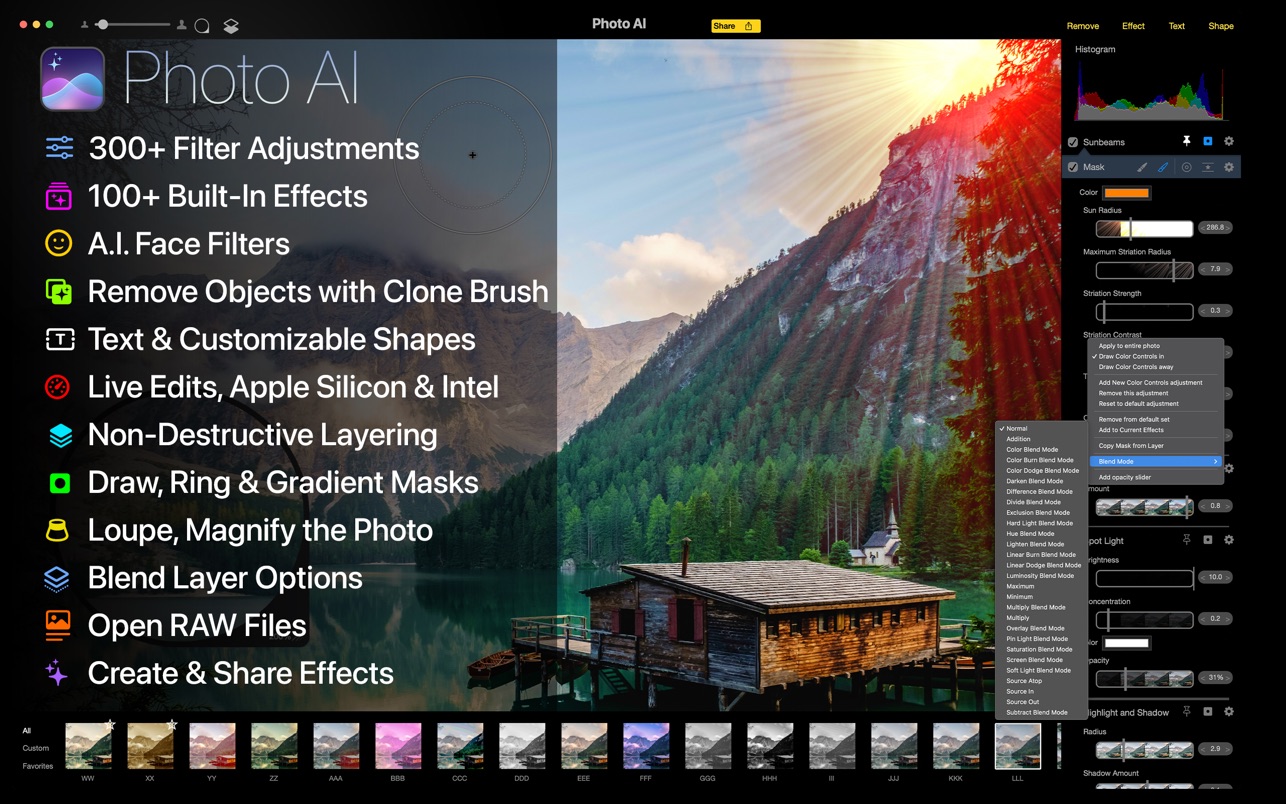 Photo AI
Share
Remove
Effect
Text
Shape
Photo AI
300+ Filter Adjustments
100+ Built-In Effects
A.I. Face Filters
Remove Objects with Clone Brush
Text & Customizable Shapes
Live Edits, Apple Silicon & Intel
Non-Destructive Layering
Draw, Ring & Gradient Masks
Loupe, Magnify the Photo
Blend Layer Options
Open RAW Files
Create & Share Effects
Histogram
Sunbeams
Mask
Color
Sun Radius
286.8
Maximum Striation Radius
7.9
Striation Strength
0.3
Striation Contrast
Apply to entire photo
Draw Color Controls in
Draw Color Controls away
Add New Color Controls adjustment
Remove this adjustment
Reset to default adjustment
Remove from default set
Add to Current Effects
Copy Mask from Layer
Blend Mode
Add opacity slider
Normal
Addition
Color Blend Mode
Color Burn Blend Mode
Color Dodge Blend Mode
Darken Blend Mode
Difference Blend Mode
Divide Blend Mode
Exclusion Blend Mode
Hard Light Blend Mode
Hue Blend Mode
Lighten Blend Mode
Linear Burn Blend Mode
Linear Dodge Blend Mode
Luminosity Blend Mode
Maximum
Minimum
Multiply Blend Mode
Multiply
Overlay Blend Mode
Pin Light Blend Mode
Saturation Blend Mode
Screen Blend Mode
Soft Light Blend Mode
Source Atop
Source In
Source Out
Subtract Blend Mode
mount
0.8
pot Light
rightness
10.0
oncentration
0.2
lor
pacity
31%
ighlight and Shadow
Radius
2.9
Shadow Amount
All
Custom
Favorites
WW
XX
YY
ZZ
AAA
BBB
CCC
DDD
EEE
FFF
GGG
HHH
III
JJJ
KKK
LLL